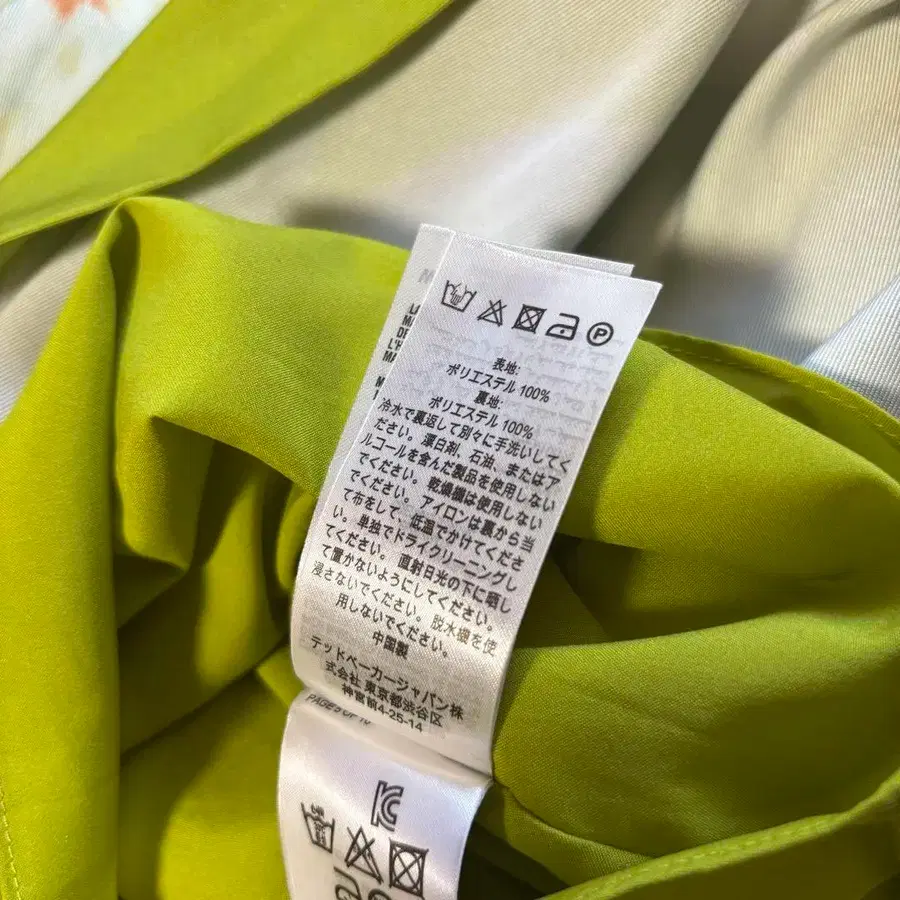 表地:
ポリエステル 100%
裏地:
ポリエステル 100%
冷水で裏返して別々に手洗いしてく
ださい。漂白剤、石油、またはアル
コールを含んだ製品を使用しない
でください。乾燥機は使用しない
でください。アイロンは裏から当
て布をして、低温でかけてくださ
い。単独でドライクリーニングし
てください。直射日光の下に晒し
て置かないようにしてください。
浸さないでください。脱水機を使
用しないでください。
中国製
テッドベーカージャパン株
式会社 東京都渋谷区
神宮前4-25-14
PAGE 5 OF 10